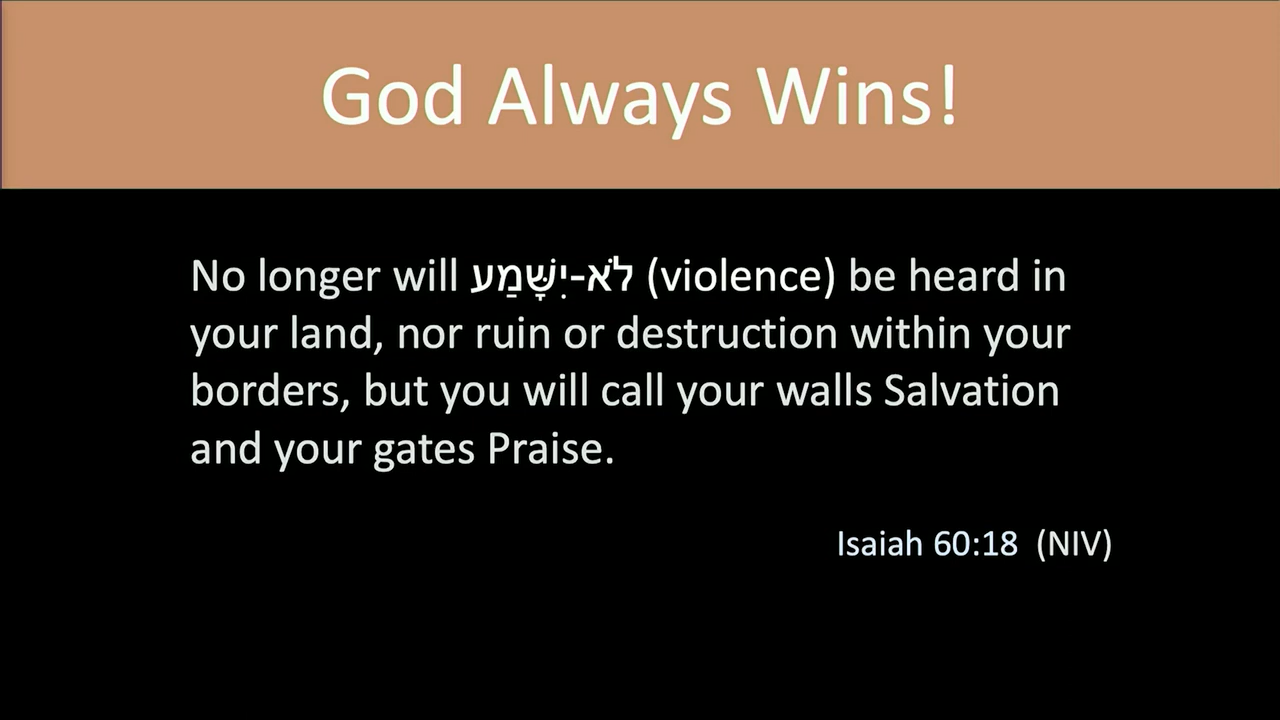 God Always Wins!
No longer will לֹא-יִשָּׁמַע (violence) be heard in
your land, nor ruin or destruction within your
borders, but you will call your walls Salvation
and your gates Praise.
Isaiah 60:18 (NIV)